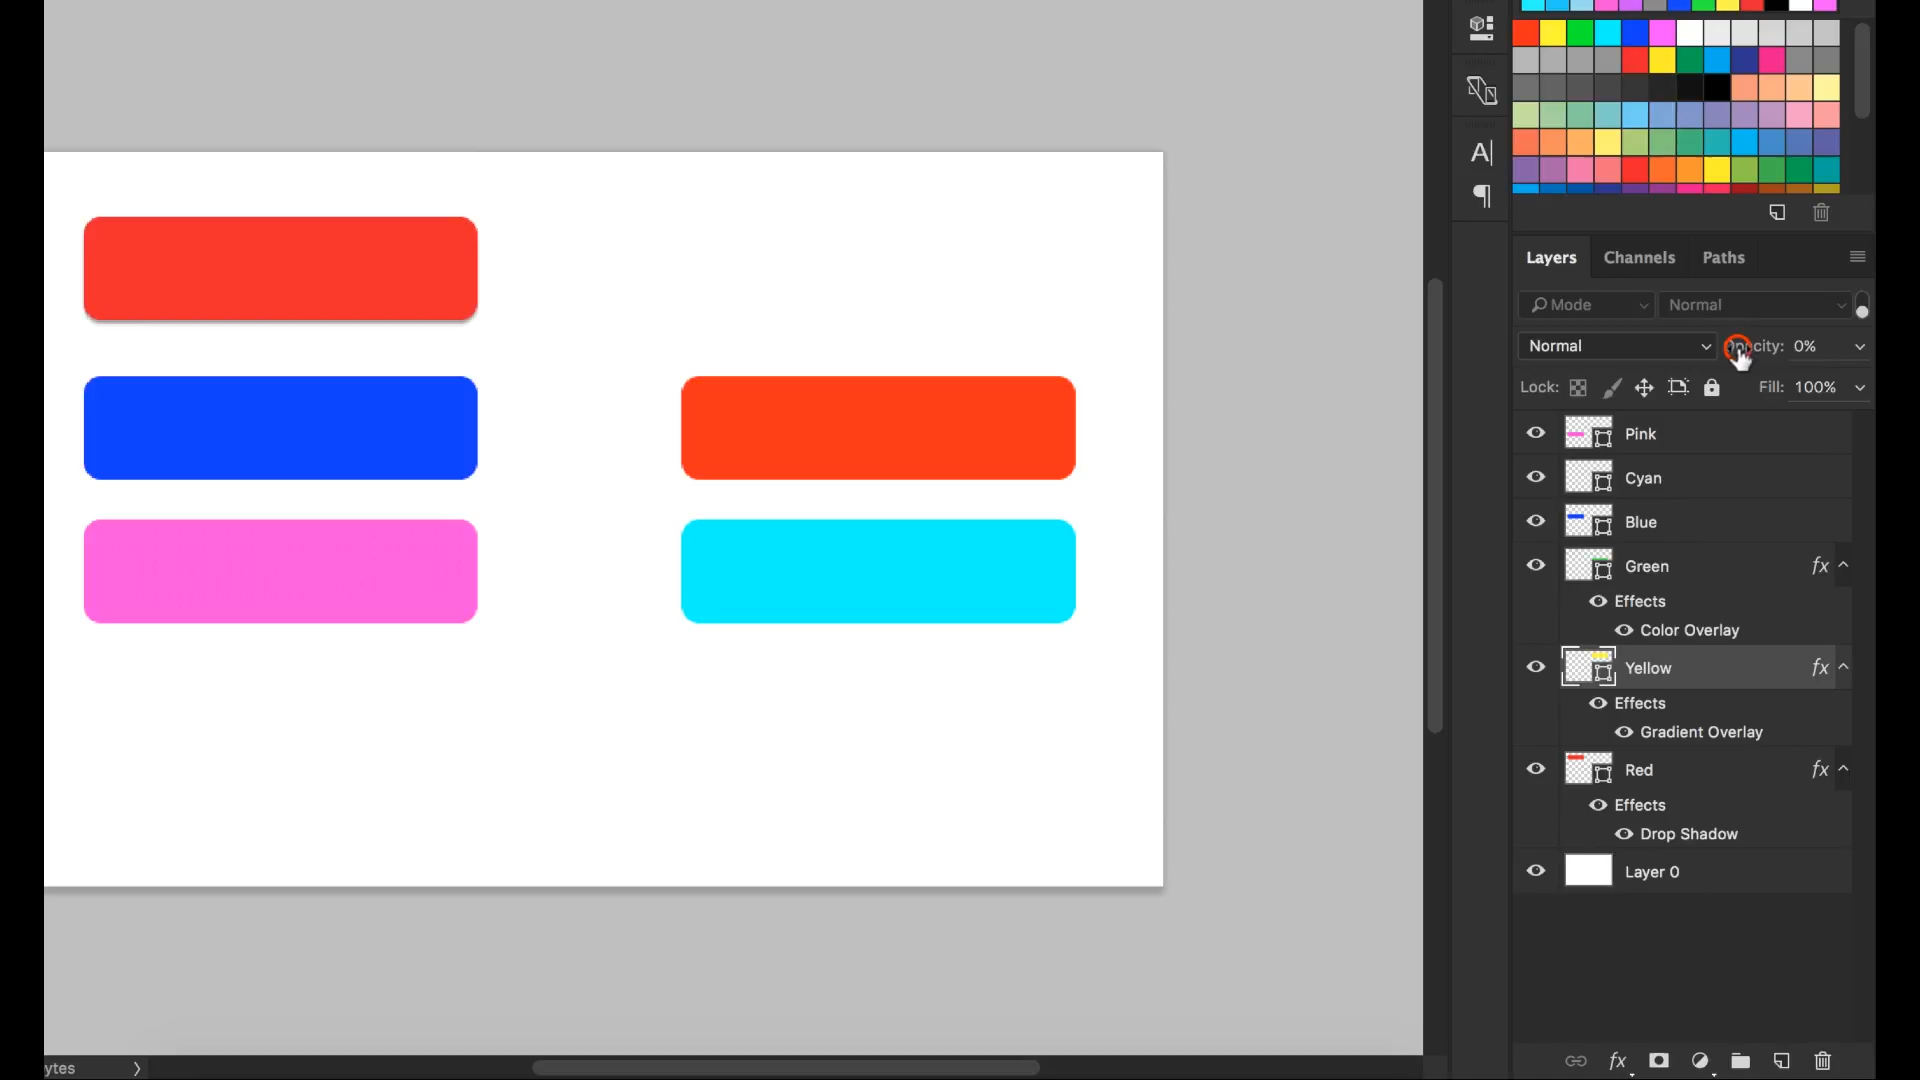 A|
¶
Layers Channels Paths
Mode Normal
Normal Opacity: 0%
Lock: Fill: 100%
Pink
Cyan
Blue
Green fx
Effects
Color Overlay
Yellow fx
Effects
Gradient Overlay
Red fx
Effects
Drop Shadow
Layer 0
ytes
fx